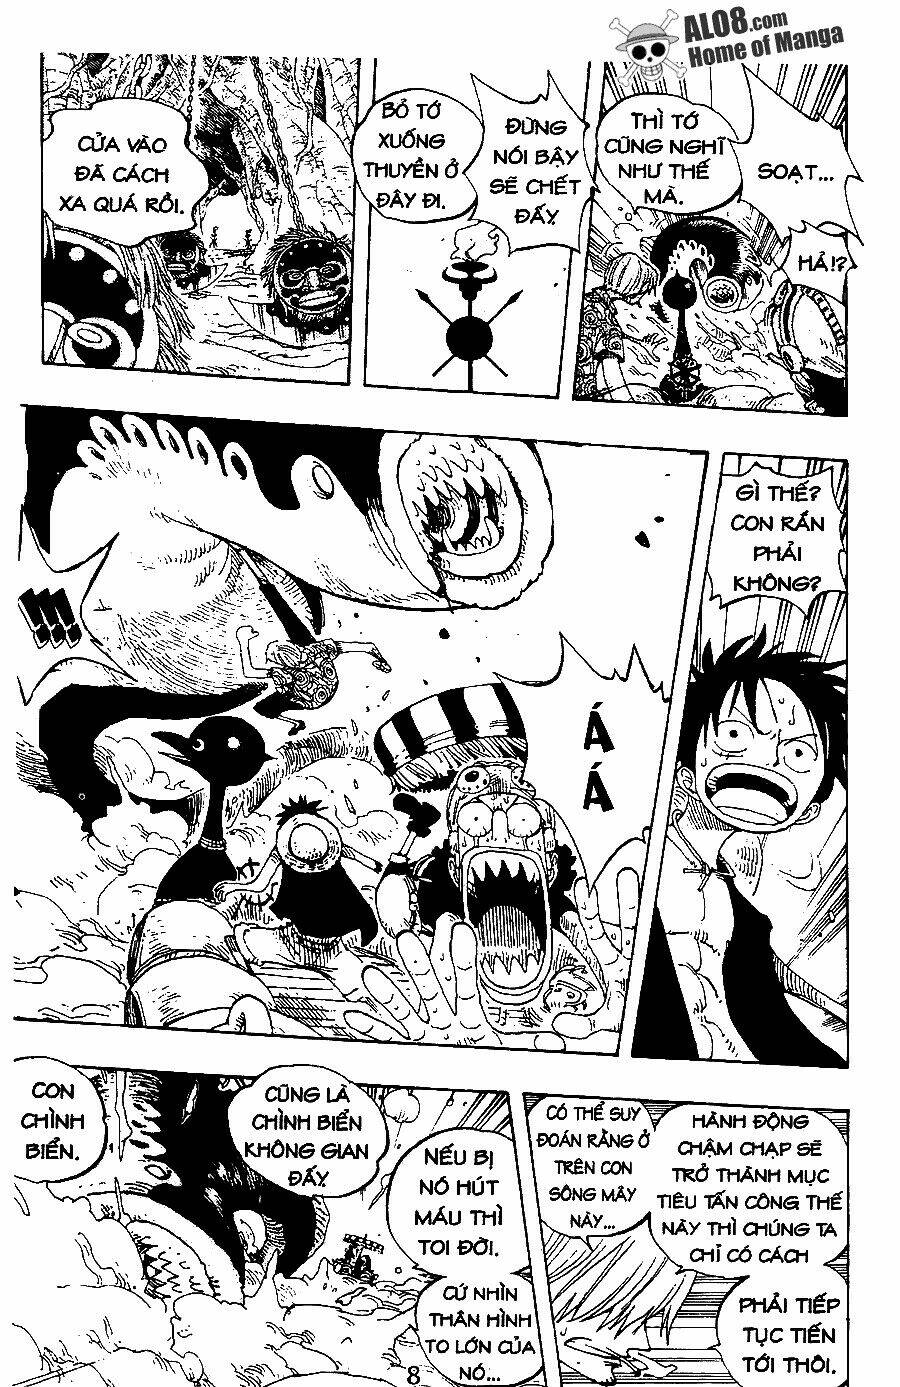 AL08.com
Home of Manga
CỬA VÀO
ĐÃ CÁCH
XA QUÁ RỒI.
BỎ TỚ
XUỐNG
THUYỀN Ở
ĐÂY ĐI.
ĐỪNG
NÓI BẬY
SẼ CHẾT
ĐẤY.
THÌ TỚ
CŨNG NGHĨ
NHƯ THẾ
MÀ.
SOẠT...
HẢ!?
!!!!
Á
Á
GÌ THẾ?
CON RẮN
PHẢI
KHÔNG?
CON
CHÌNH
BIỂN.
CŨNG LÀ
CHÌNH BIỂN
KHÔNG GIAN
ĐẤY.
NẾU BỊ
NÓ HÚT
MÁU THÌ
TOI ĐỜI.
CỨ NHÌN
THÂN HÌNH
TO LỚN CỦA
NÓ...
CÓ THỂ SUY
ĐOÁN RẰNG Ở
TRÊN CON
SÔNG MÂY
NÀY...
HÀNH ĐỘNG
CHẬM CHẠP SẼ
TRỞ THÀNH MỤC
TIÊU TẤN CÔNG THẾ
NÀY THÌ CHÚNG TA
CHỈ CÓ CÁCH
PHẢI TIẾP
TỤC TIẾN
TỚI THÔI.
8